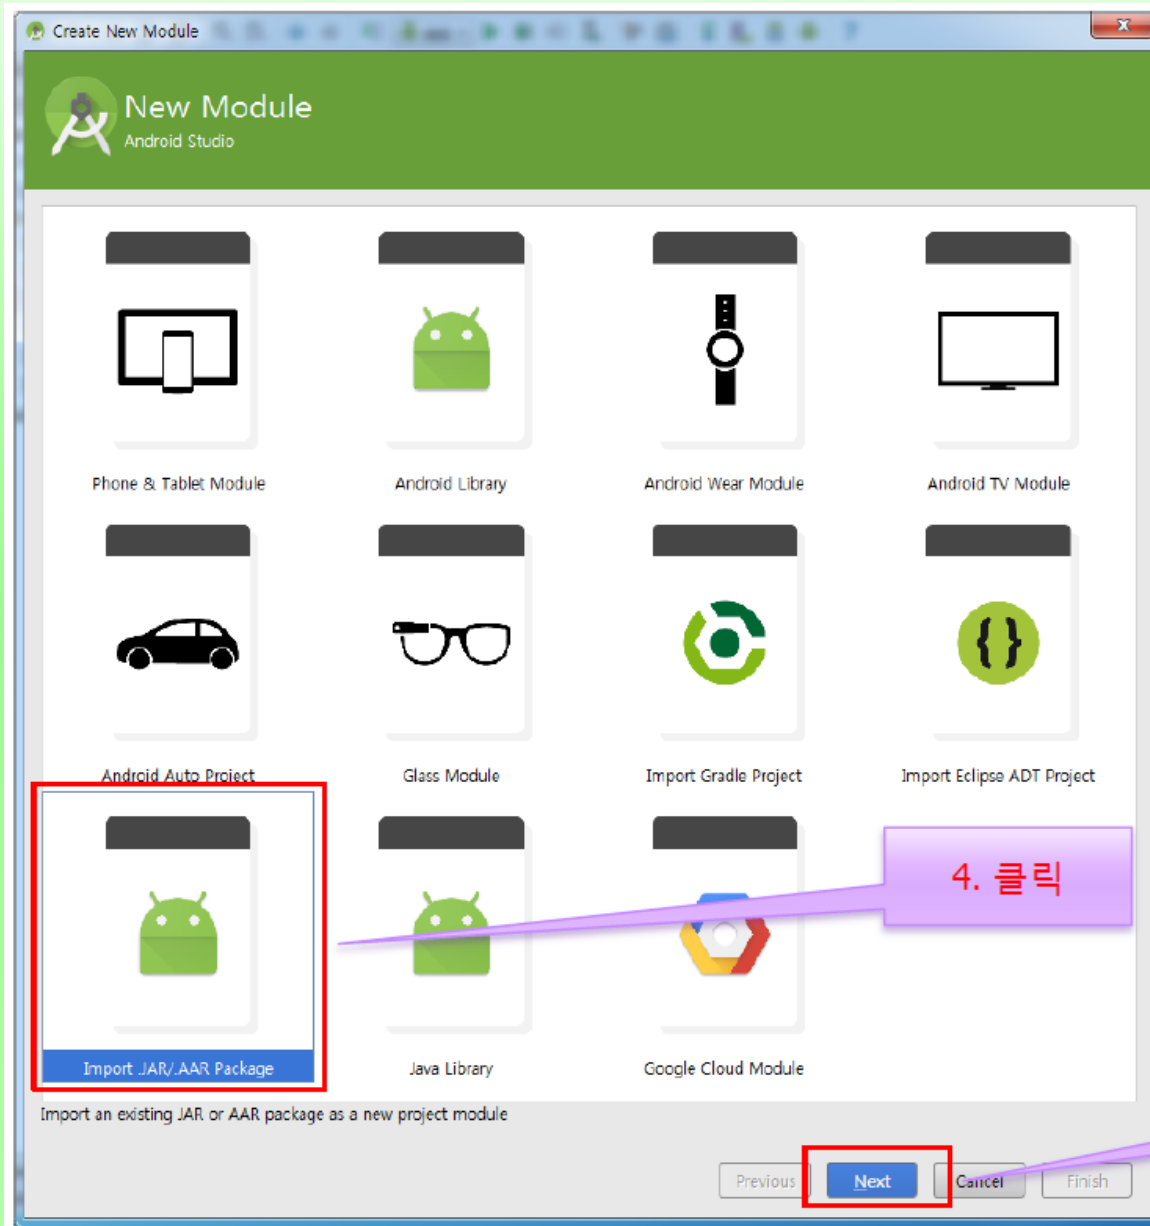 Create New Module
New Module
Android Studio
Phone & Tablet Module
Android Library
Android Wear Module
Android TV Module
Android Auto Project
Glass Module
Import Gradle Project
Import Eclipse ADT Project
4. 클릭
Import .JAR/.AAR Package
Java Library
Google Cloud Module
Import an existing JAR or AAR package as a new project module
Previous
Next
Cancel
Finish